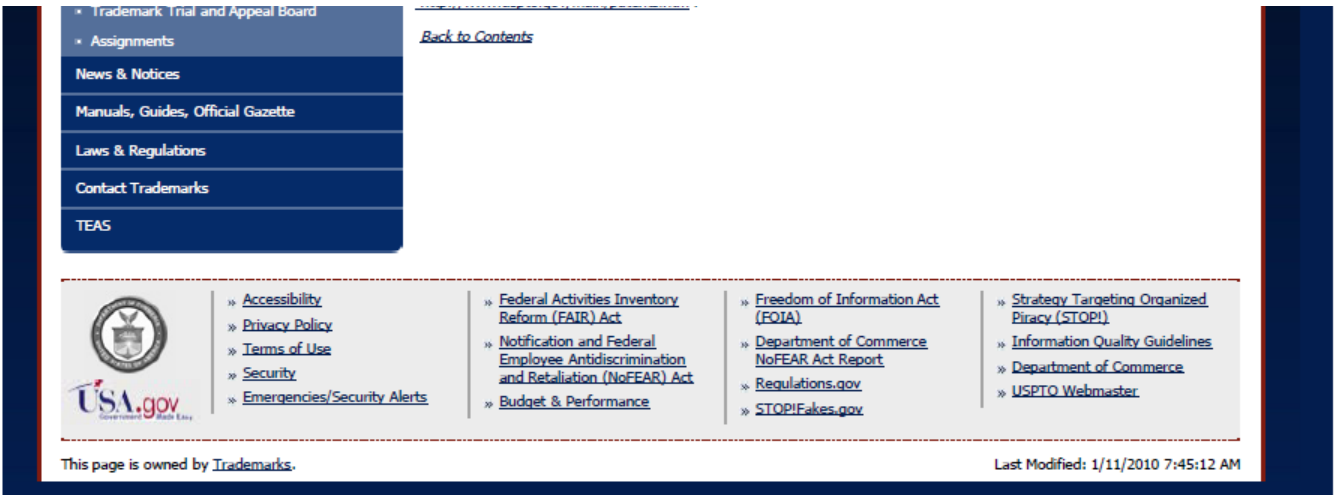 ▪ Trademark Trial and Appeal Board
▪ Assignments
News & Notices
Manuals, Guides, Official Gazette
Laws & Regulations
Contact Trademarks
TEAS
Back to Contents
USA.gov
Government Made Easy
» Accessibility
» Privacy Policy
» Terms of Use
» Security
» Emergencies/Security Alerts
» Federal Activities Inventory
Reform (FAIR) Act
» Notification and Federal
Employee Antidiscrimination
and Retaliation (NoFEAR) Act
» Budget & Performance
» Freedom of Information Act
(FOIA)
» Department of Commerce
NoFEAR Act Report
» Regulations.gov
» STOP!Fakes.gov
» Strategy Targeting Organized
Piracy (STOP!)
» Information Quality Guidelines
» Department of Commerce
» USPTO Webmaster
This page is owned by Trademarks.
Last Modified: 1/11/2010 7:45:12 AM